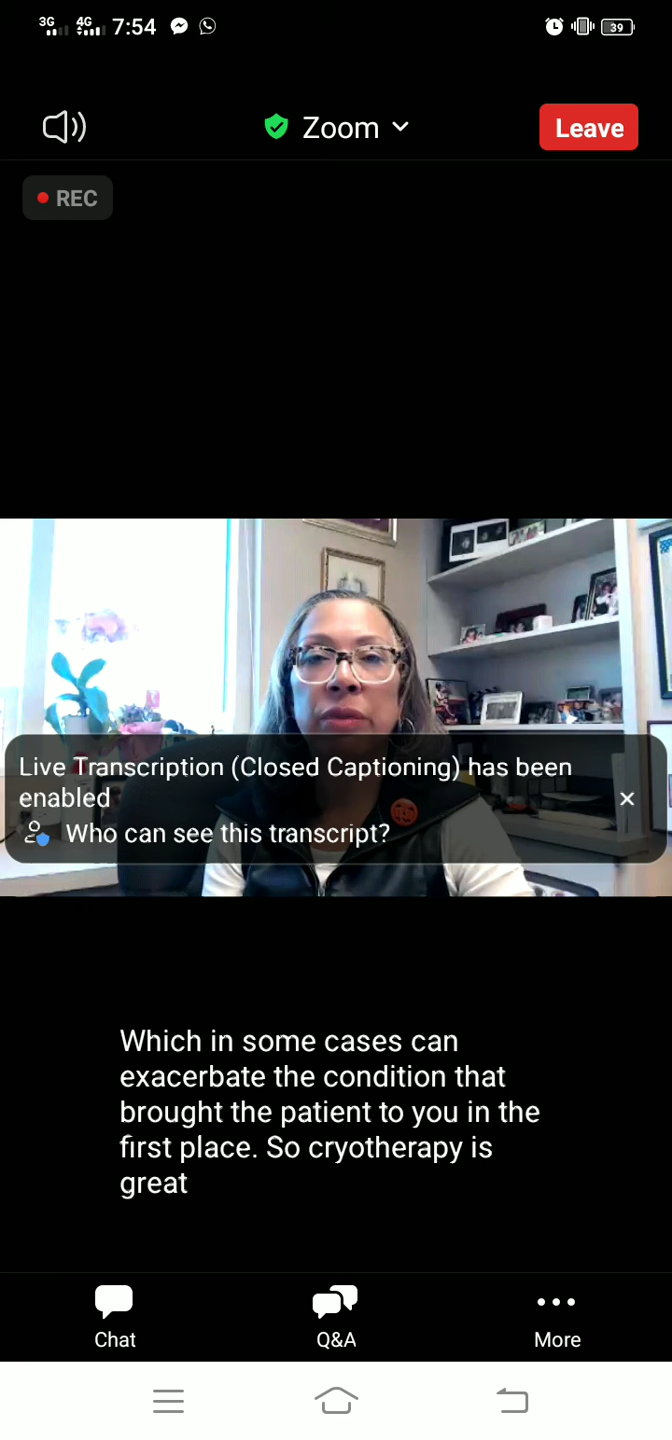 3G 4G 7:54 39
Zoom Leave
REC
Live Transcription (Closed Captioning) has been
enabled
Who can see this transcript?
Which in some cases can
exacerbate the condition that
brought the patient to you in the
first place. So cryotherapy is
great
Chat Q&A More